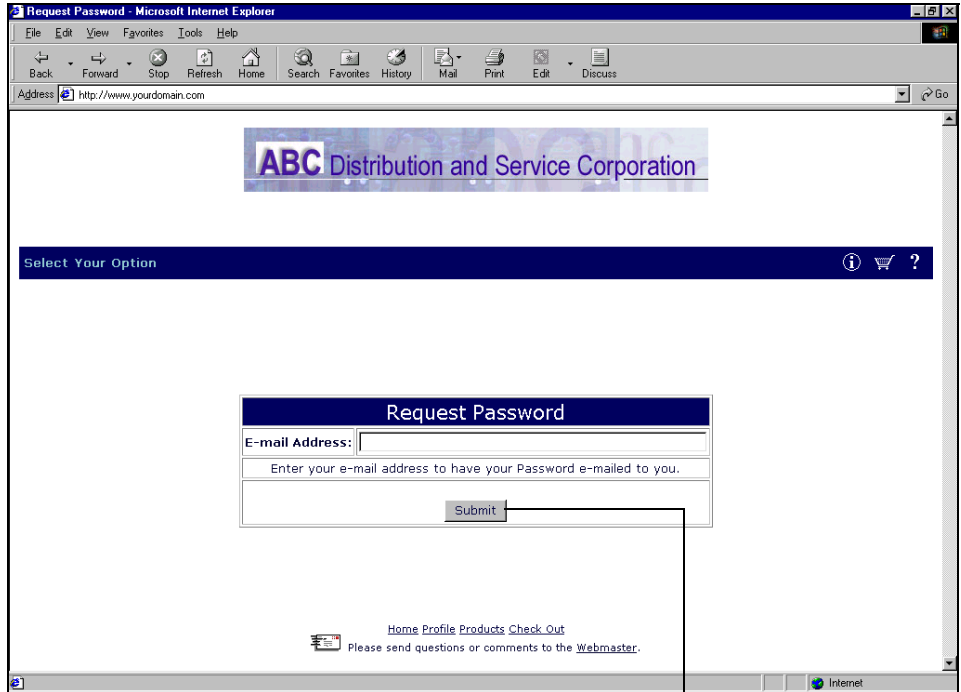 Request Password - Microsoft Internet Explorer
File Edit View Favorites Tools Help
Back Forward Stop Refresh Home Search Favorites History Mail Print Edit Discuss
Address http://www.yourdomain.com Go
ABC Distribution and Service Corporation
Select Your Option
?
Request Password
E-mail Address:
Enter your e-mail address to have your Password e-mailed to you.
Submit
Home Profile Products Check Out
Please send questions or comments to the Webmaster.
Internet